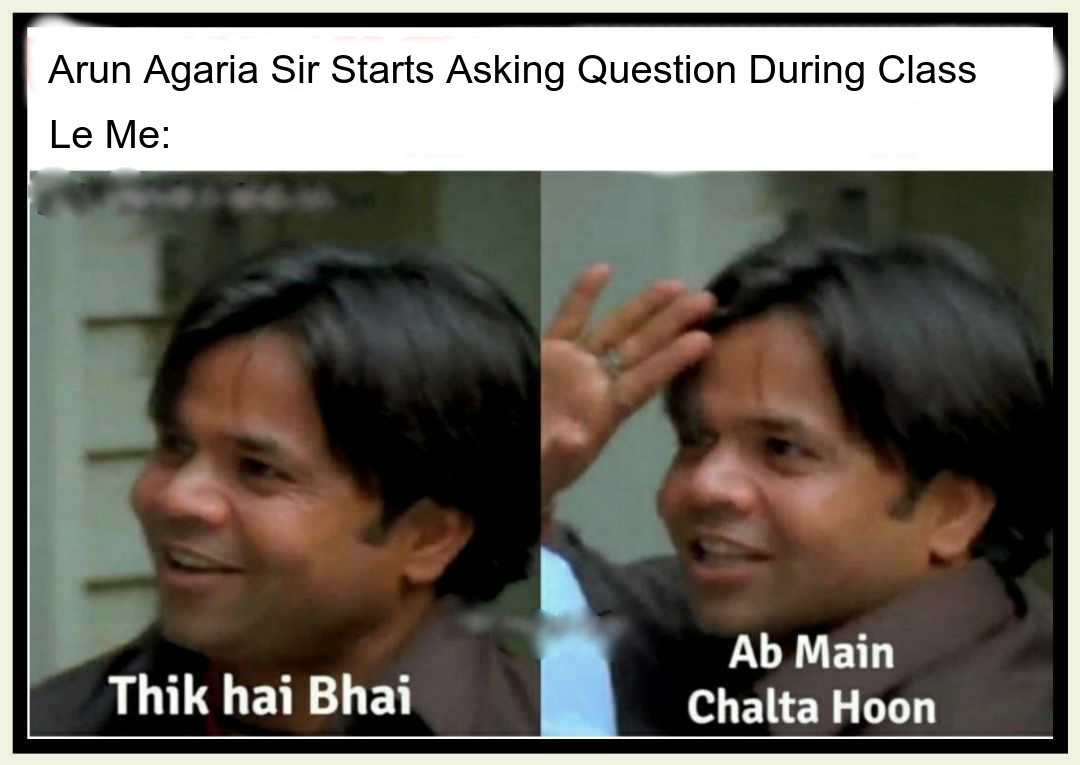 Arun Agaria Sir Starts Asking Question During Class
Le Me:
Thik hai Bhai
Ab Main
Chalta Hoon